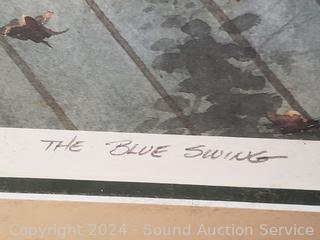 THE BLUE SWING
Copyright © 2024 - Sound Auction Service